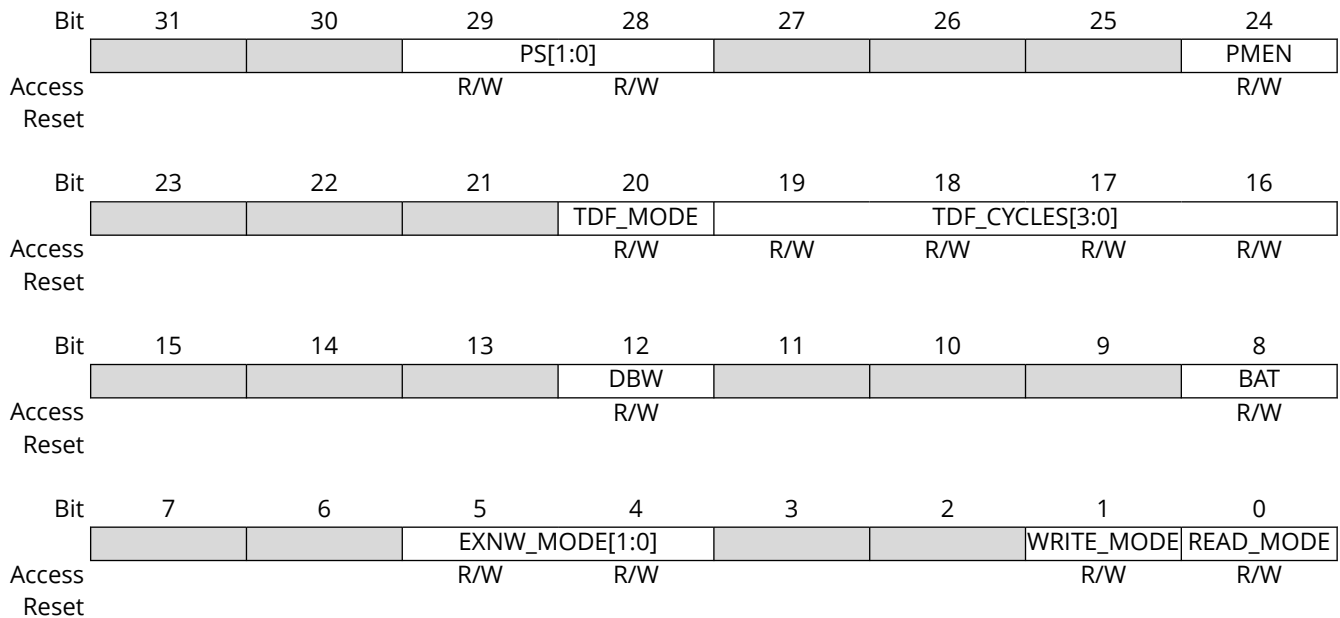 Bit 31 30 29 28 27 26 25 24
PS[1:0] PMEN
Access R/W R/W R/W
Reset
Bit 23 22 21 20 19 18 17 16
TDF_MODE TDF_CYCLES[3:0]
Access R/W R/W R/W R/W R/W
Reset
Bit 15 14 13 12 11 10 9 8
DBW BAT
Access R/W R/W
Reset
Bit 7 6 5 4 3 2 1 0
EXNW_MODE[1:0] WRITE_MODE READ_MODE
Access R/W R/W R/W R/W
Reset